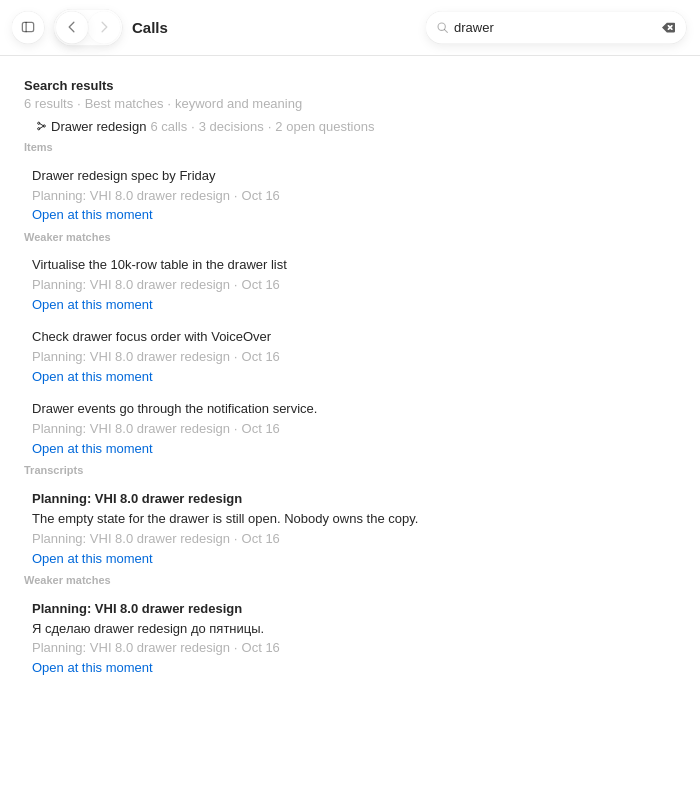 Calls
drawer
Search results
6 results · Best matches · keyword and meaning
Drawer redesign 6 calls · 3 decisions · 2 open questions
Items
Drawer redesign spec by Friday
Planning: VHI 8.0 drawer redesign · Oct 16
Open at this moment
Weaker matches
Virtualise the 10k-row table in the drawer list
Planning: VHI 8.0 drawer redesign · Oct 16
Open at this moment
Check drawer focus order with VoiceOver
Planning: VHI 8.0 drawer redesign · Oct 16
Open at this moment
Drawer events go through the notification service.
Planning: VHI 8.0 drawer redesign · Oct 16
Open at this moment
Transcripts
Planning: VHI 8.0 drawer redesign
The empty state for the drawer is still open. Nobody owns the copy.
Planning: VHI 8.0 drawer redesign · Oct 16
Open at this moment
Weaker matches
Planning: VHI 8.0 drawer redesign
Я сделаю drawer redesign до пятницы.
Planning: VHI 8.0 drawer redesign · Oct 16
Open at this moment